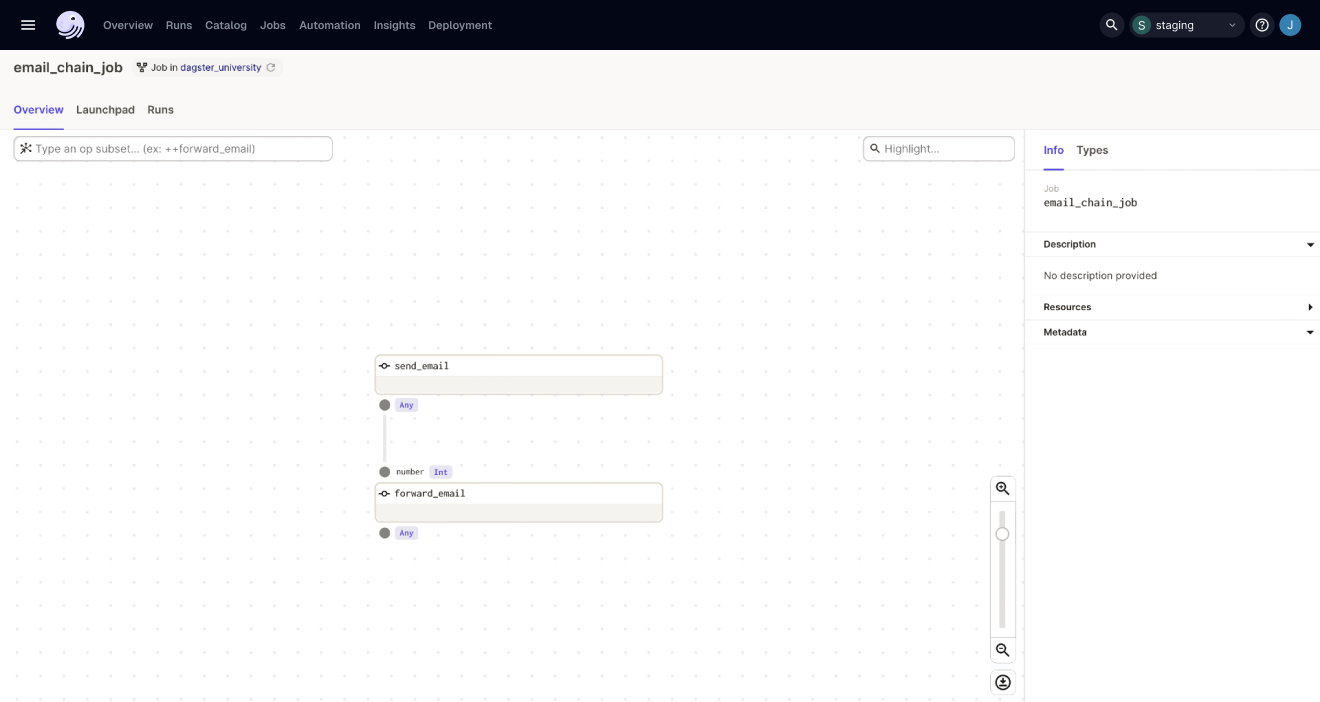 Overview Runs Catalog Jobs Automation Insights Deployment S staging J
email_chain_job Job in dagster_university
Overview Launchpad Runs
Type an op subset... (ex: ++forward_email) Highlight...
Info Types
Job
email_chain_job
Description
No description provided
Resources
Metadata
send_email
Any
number Int
forward_email
Any